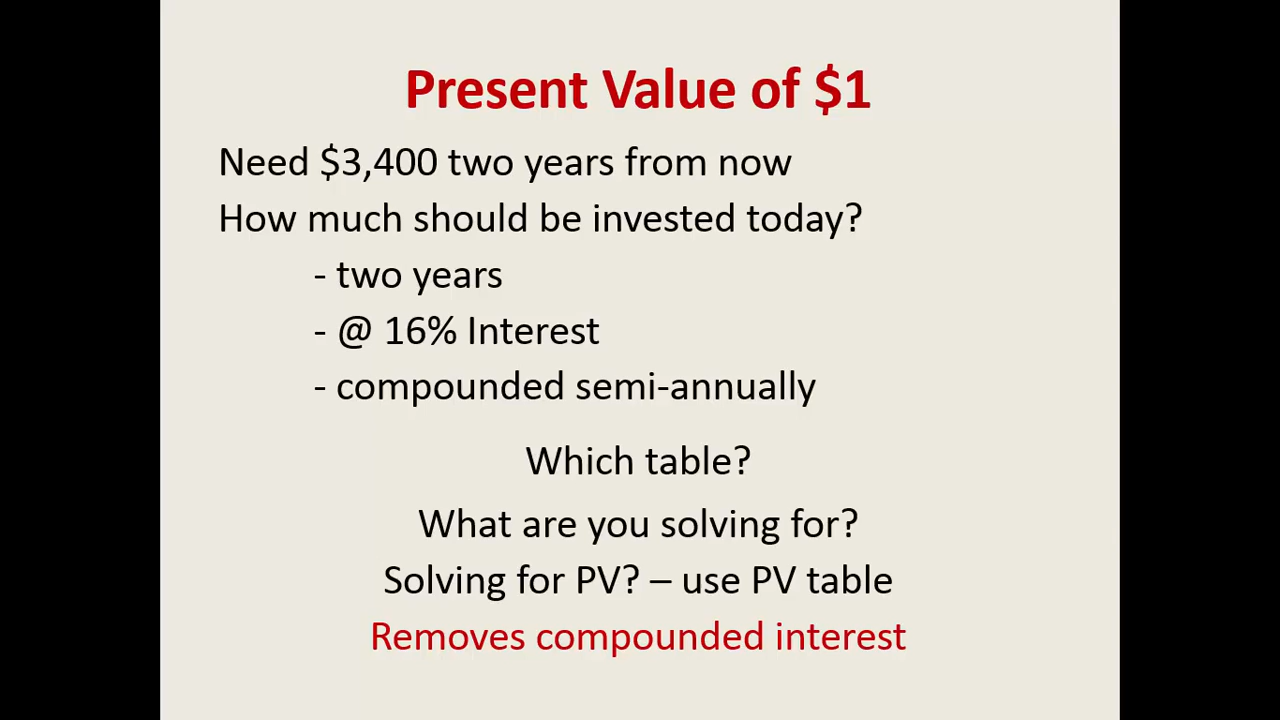 Present Value of $1
Need $3,400 two years from now
How much should be invested today?
- two years
- @ 16% Interest
- compounded semi-annually
Which table?
What are you solving for?
Solving for PV? – use PV table
Removes compounded interest